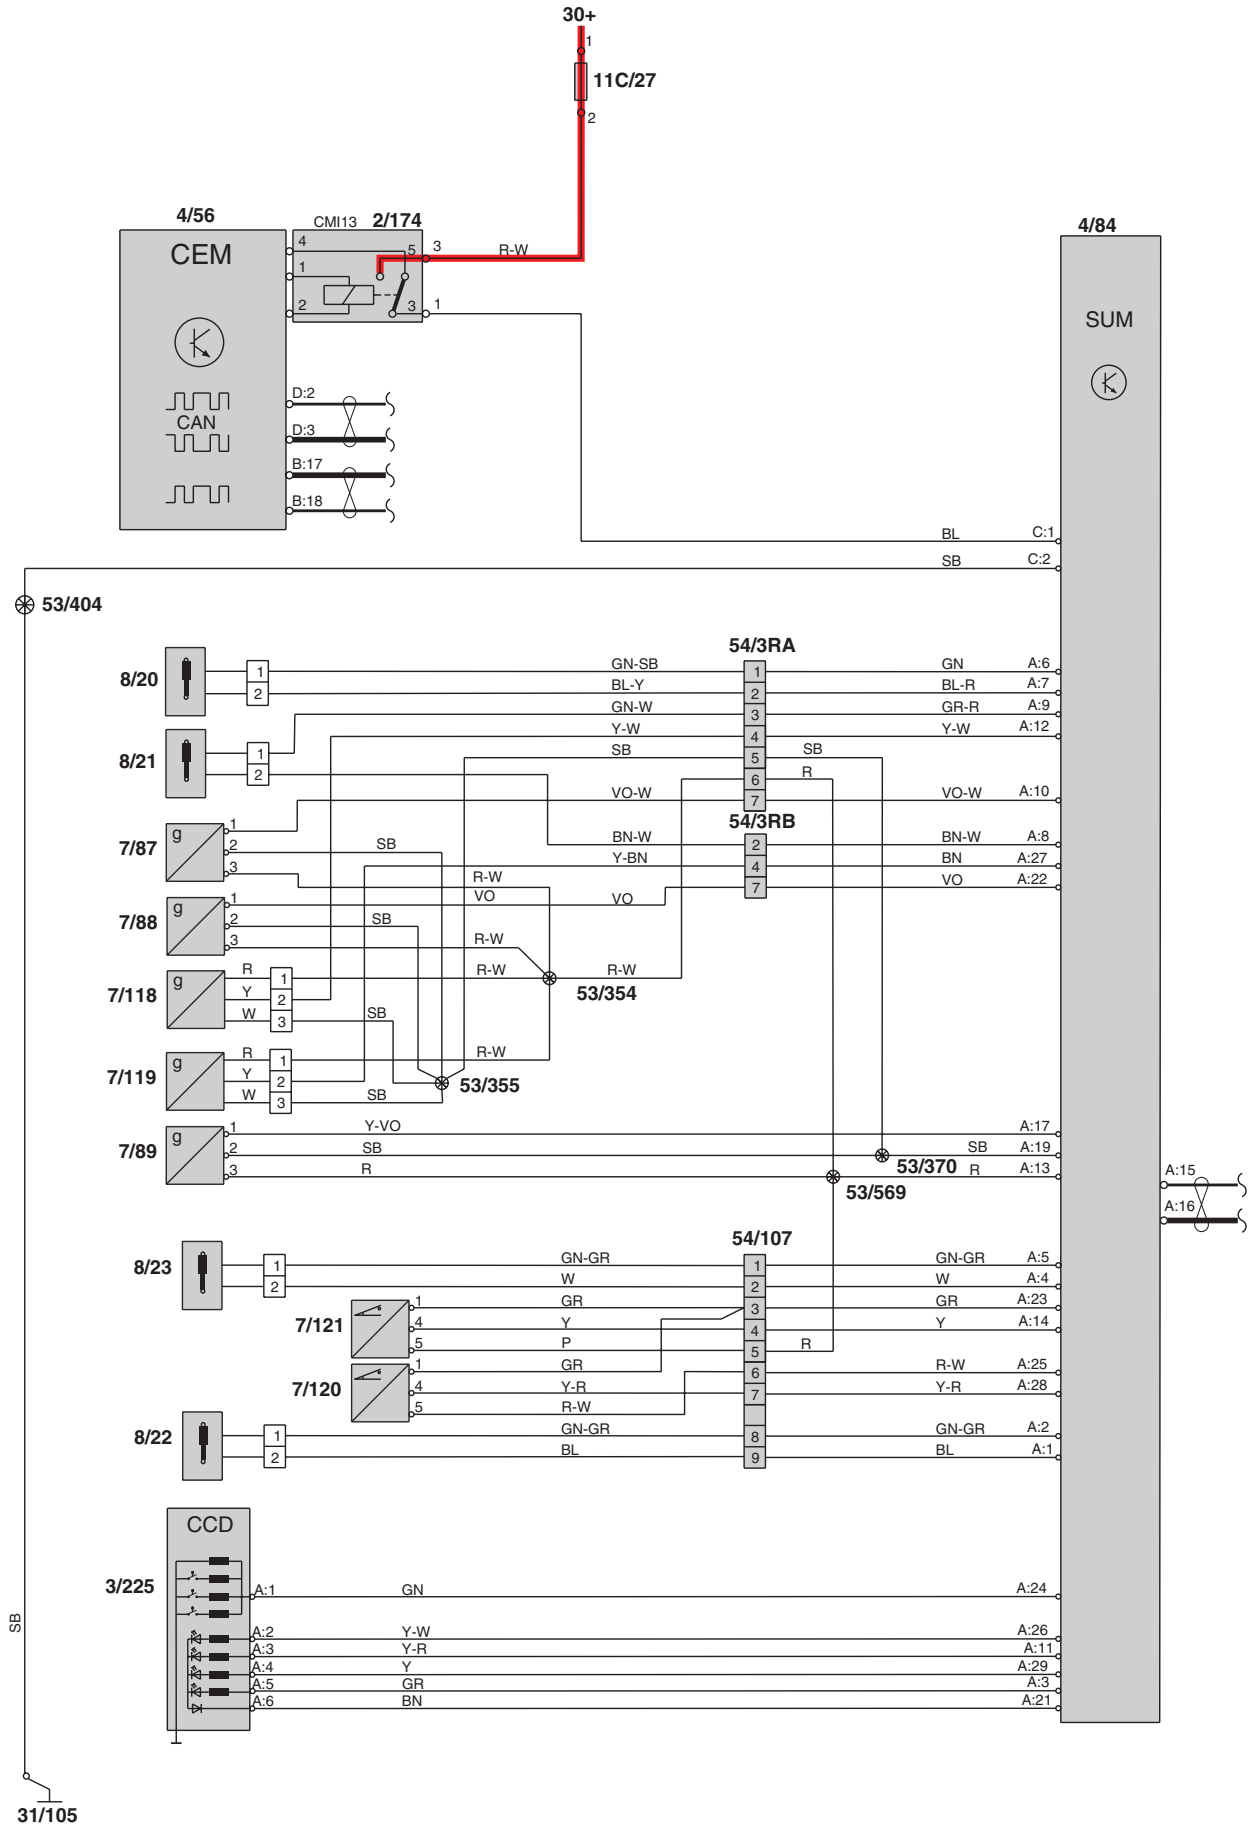 30+
1
11C/27
2
4/56
CMI13 2/174
4/84
CEM
4
5 3 R-W
1
2
3 1
SUM
D:2
CAN
D:3
B:17
B:18
BL C:1
SB C:2
53/404
54/3RA
8/20
1 GN-SB 1 GN A:6
2 BL-Y 2 BL-R A:7
GN-W 3 GR-R A:9
Y-W 4 Y-W A:12
8/21
1 SB 5 SB
2 6 R
VO-W 7 VO-W A:10
54/3RB
7/87
g
1
2 SB BN-W 2 BN-W A:8
3 Y-BN 4 BN A:27
R-W 7 VO A:22
7/88
g
1 VO VO
2 SB
3 R-W
7/118
g
R 1 R-W R-W
Y 2
53/354
W 3 SB
7/119
g
R 1 R-W
Y 2
53/355
W 3 SB
7/89
g
1 Y-VO A:17
2 SB SB A:19
53/370
3 R R A:13
53/569
A:15
A:16
54/107
8/23
1 GN-GR 1 GN-GR A:5
2 W 2 W A:4
7/121
1 GR 3 GR A:23
4 Y 4 Y A:14
5 P 5 R
7/120
1 GR 6 R-W A:25
4 Y-R 7 Y-R A:28
5 R-W
8/22
1 GN-GR 8 GN-GR A:2
2 BL 9 BL A:1
CCD
3/225
A:1 GN A:24
A:2 Y-W A:26
A:3 Y-R A:11
A:4 Y A:29
A:5 GR A:3
A:6 BN A:21
SB
31/105